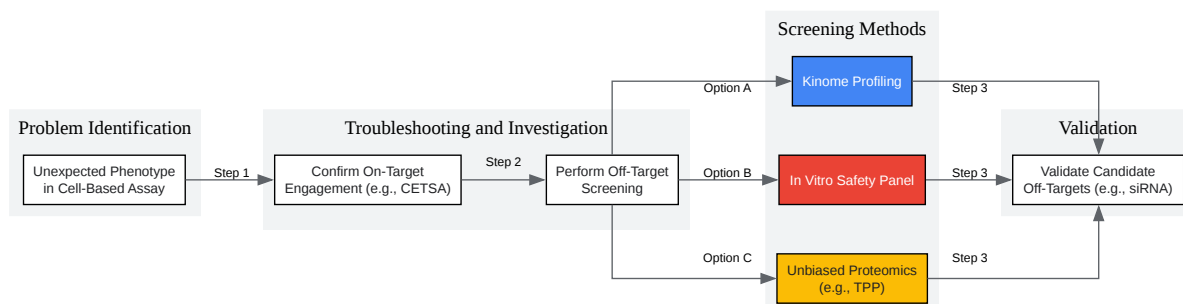 Screening Methods
Option A
Kinome Profiling
Step 3
Problem Identification
Troubleshooting and Investigation
Validation
Unexpected Phenotype
in Cell-Based Assay
Step 1
Confirm On-Target
Engagement (e.g., CETSA)
Step 2
Perform Off-Target
Screening
Option B
In Vitro Safety Panel
Step 3
Validate Candidate
Off-Targets (e.g., siRNA)
Option C
Unbiased Proteomics
(e.g., TPP)
Step 3